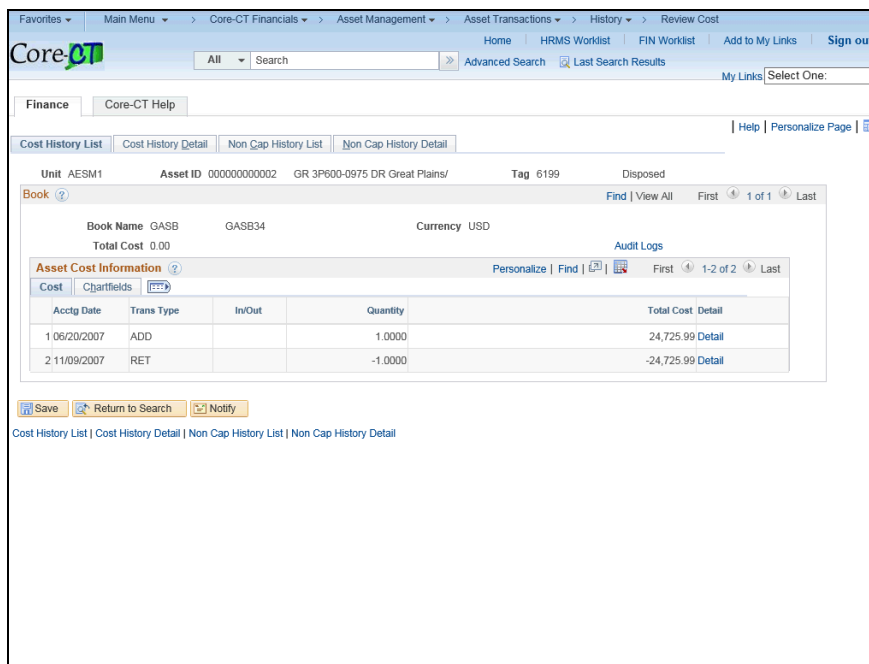 Favorites Main Menu > Core-CT Financials > Asset Management > Asset Transactions > History > Review Cost
Home HRMS Worklist FIN Worklist Add to My Links Sign ou
Core-CT
All Search » Advanced Search Last Search Results
My Links Select One:
Finance Core-CT Help
| Help | Personalize Page |
Cost History List Cost History Detail Non Cap History List Non Cap History Detail
Unit AESM1 Asset ID 000000000002 GR 3P600-0975 DR Great Plains/ Tag 6199 Disposed
Book ? Find | View All First 1 of 1 Last
Book Name GASB GASB34 Currency USD
Total Cost 0.00 Audit Logs
Asset Cost Information ? Personalize | Find | | First 1-2 of 2 Last
Cost Chartfields
Acctg Date Trans Type In/Out Quantity Total Cost Detail
1 06/20/2007 ADD 1.0000 24,725.99 Detail
2 11/09/2007 RET -1.0000 -24,725.99 Detail
Save Return to Search Notify
Cost History List | Cost History Detail | Non Cap History List | Non Cap History Detail